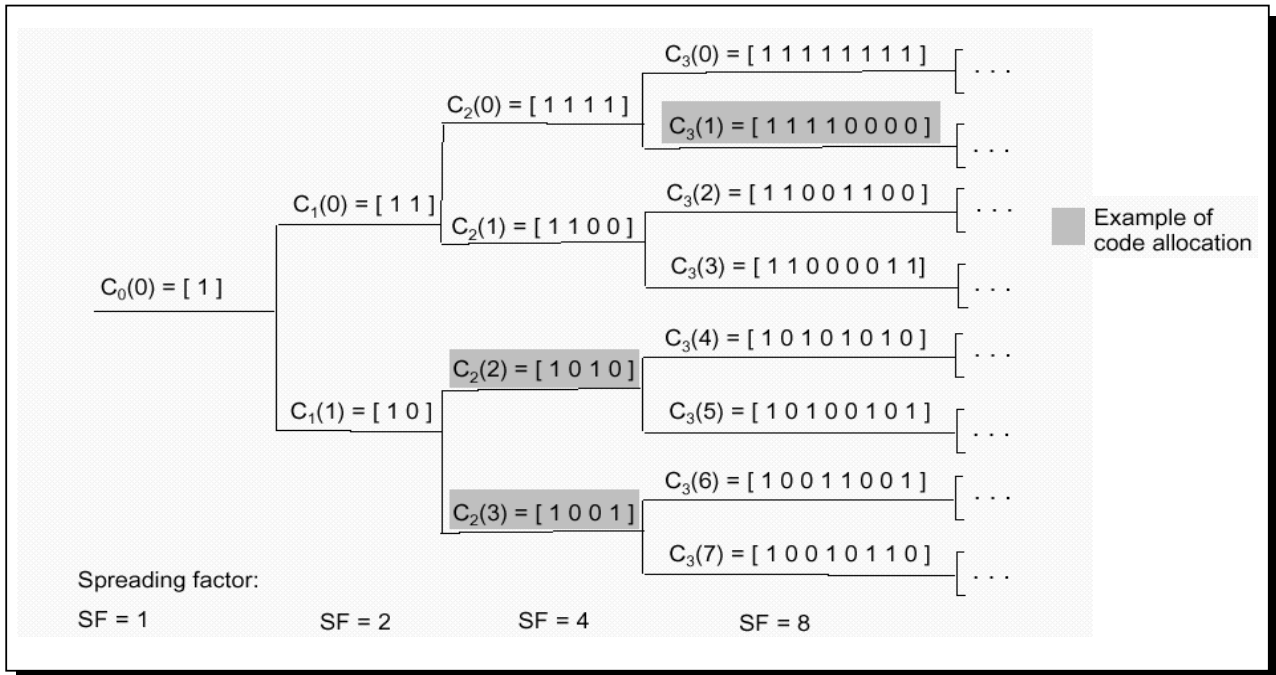 C₃(0) = [ 1 1 1 1 1 1 1 1 ]
. . .
C₂(0) = [ 1 1 1 1 ]
C₃(1) = [ 1 1 1 1 0 0 0 0 ]
. . .
C₁(0) = [ 1 1 ]
C₃(2) = [ 1 1 0 0 1 1 0 0 ]
. . .
C₂(1) = [ 1 1 0 0 ]
Example of
code allocation
C₃(3) = [ 1 1 0 0 0 0 1 1]
. . .
C₀(0) = [ 1 ]
C₃(4) = [ 1 0 1 0 1 0 1 0 ]
. . .
C₂(2) = [ 1 0 1 0 ]
C₁(1) = [ 1 0 ]
C₃(5) = [ 1 0 1 0 0 1 0 1 ]
. . .
C₃(6) = [ 1 0 0 1 1 0 0 1 ]
. . .
C₂(3) = [ 1 0 0 1 ]
C₃(7) = [ 1 0 0 1 0 1 1 0 ]
. . .
Spreading factor:
SF = 1
SF = 2
SF = 4
SF = 8